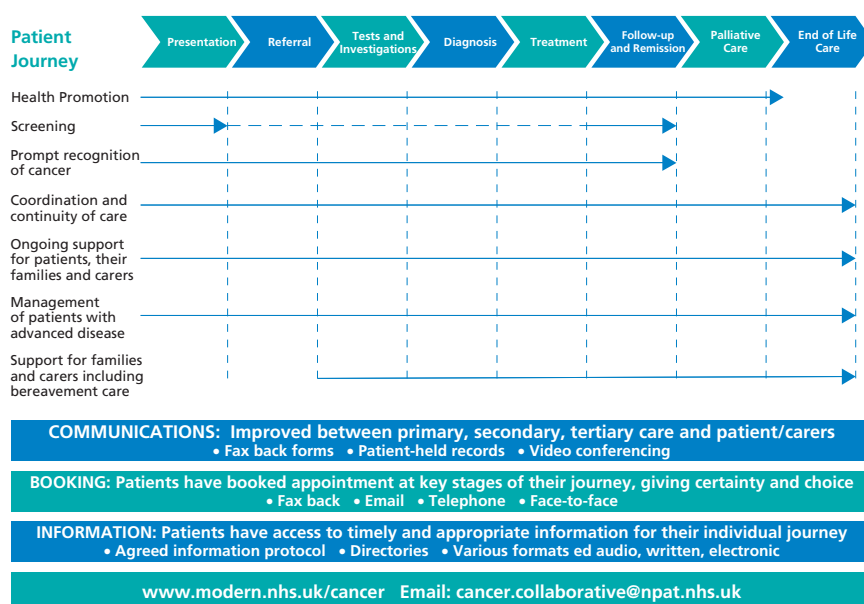 Patient
Journey
Presentation
Referral
Tests and
Investigations
Diagnosis
Treatment
Follow-up
and Remission
Palliative
Care
End of Life
Care
Health Promotion
Screening
Prompt recognition
of cancer
Coordination and
continuity of care
Ongoing support
for patients, their
families and carers
Management
of patients with
advanced disease
Support for families
and carers including
bereavement care
COMMUNICATIONS: Improved between primary, secondary, tertiary care and patient/carers
• Fax back forms • Patient-held records • Video conferencing
BOOKING: Patients have booked appointment at key stages of their journey, giving certainty and choice
• Fax back • Email • Telephone • Face-to-face
INFORMATION: Patients have access to timely and appropriate information for their individual journey
• Agreed information protocol • Directories • Various formats ed audio, written, electronic
www.modern.nhs.uk/cancer Email: cancer.collaborative@npat.nhs.uk